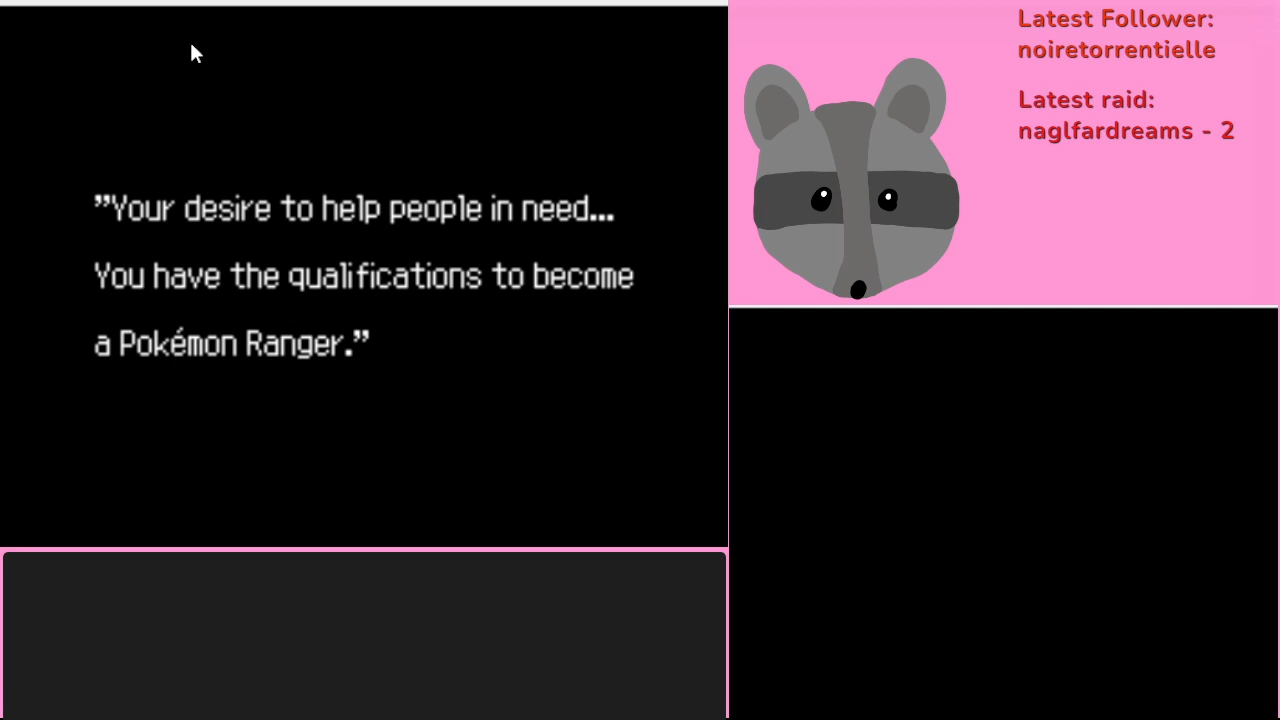 ”Your desire to help people in need...
You have the qualifications to become
a Pokémon Ranger.”
Latest Follower:
noiretorrentielle
Latest raid:
naglfardreams - 2